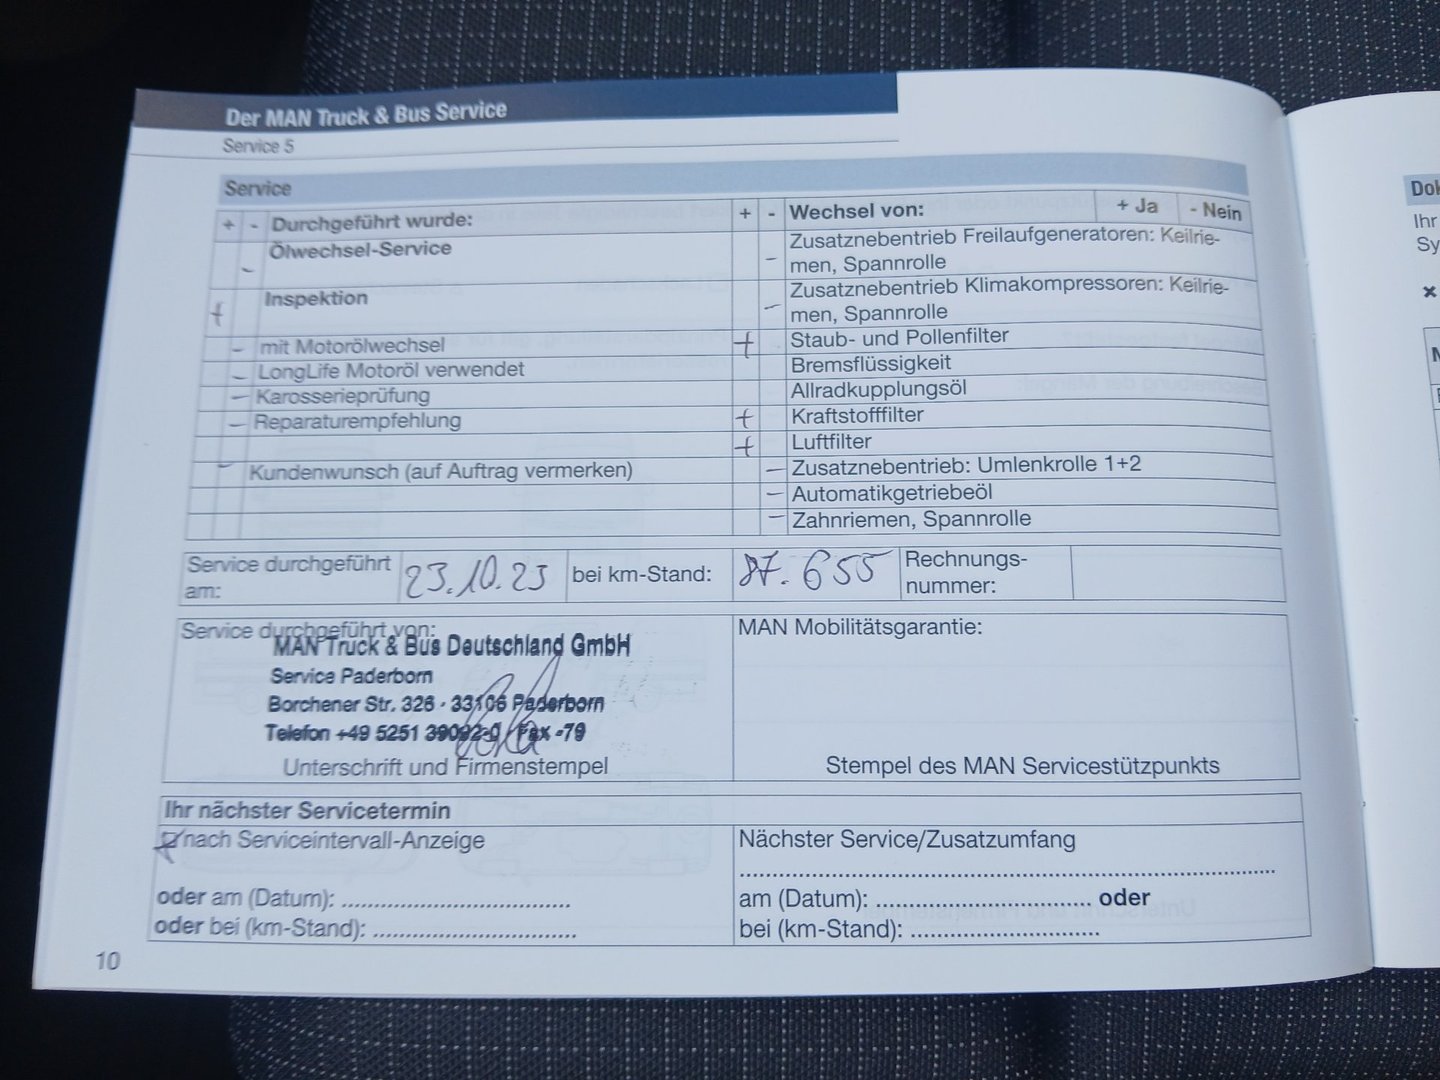 Der MAN Truck & Bus Service
Service 5
Service
+ - Durchgeführt wurde:
- Ölwechsel-Service
+ Inspektion
- mit Motorölwechsel
- LongLife Motoröl verwendet
- Karosserieprüfung
- Reparaturempfehlung
- Kundenwunsch (auf Auftrag vermerken)
+ - Wechsel von: + Ja - Nein
- Zusatznebentrieb Freilaufgeneratoren: Keilrie-
men, Spannrolle
- Zusatznebentrieb Klimakompressoren: Keilrie-
men, Spannrolle
+ Staub- und Pollenfilter
Bremsflüssigkeit
Allradkupplungsöl
+ Kraftstofffilter
+ Luftfilter
- Zusatznebentrieb: Umlenkrolle 1+2
- Automatikgetriebeöl
- Zahnriemen, Spannrolle
Service durchgeführt
am:
23.10.23
bei km-Stand:
87.655
Rechnungs-
nummer:
Service durchgeführt von:
MAN Truck & Bus Deutschland GmbH
Service Paderborn
Borchener Str. 326 · 33106 Paderborn
Telefon +49 5251 39092-0 / Fax -79
Unterschrift und Firmenstempel
MAN Mobilitätsgarantie:
Stempel des MAN Servicestützpunkts
Ihr nächster Servicetermin
nach Serviceintervall-Anzeige
oder am (Datum): ..................................
oder bei (km-Stand): ..............................
Nächster Service/Zusatzumfang
am (Datum): ................................ oder
bei (km-Stand): ............................
10
Ihr